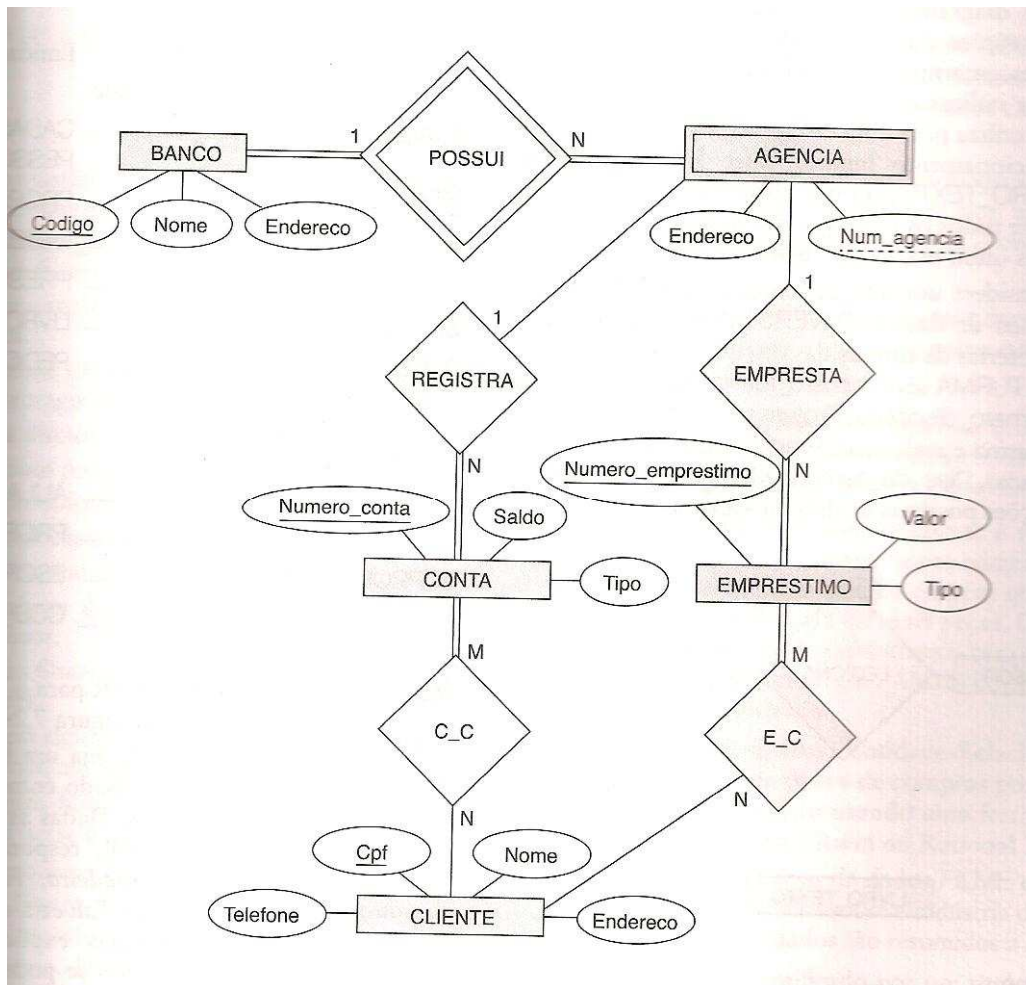 1
N
BANCO
POSSUI
AGENCIA
Codigo
Nome
Endereco
Endereco
Num_agencia
1
1
REGISTRA
EMPRESTA
N
N
Numero_emprestimo
Numero_conta
Saldo
Valor
CONTA
Tipo
EMPRESTIMO
Tipo
M
M
C_C
E_C
N
N
Cpf
Nome
Telefone
CLIENTE
Endereco